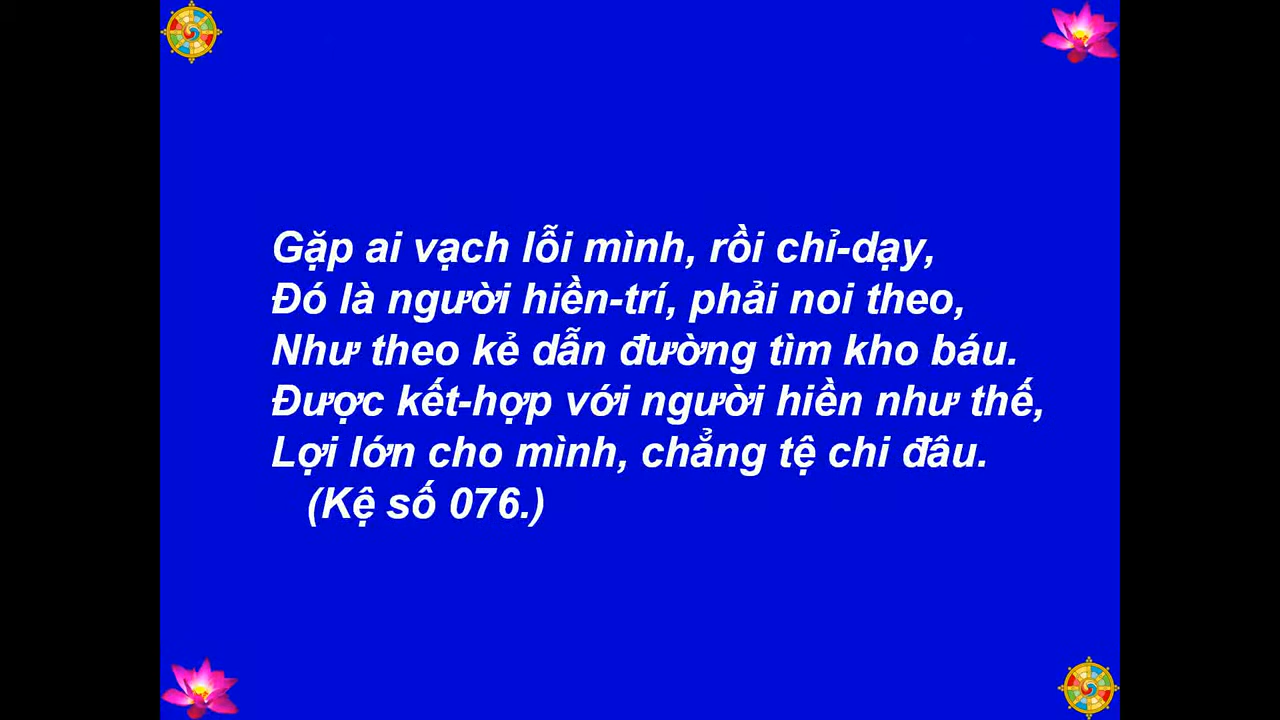 Gặp ai vạch lỗi mình, rồi chỉ-dạy,
Đó là người hiền-trí, phải noi theo,
Như theo kẻ dẫn đường tìm kho báu.
Được kết-hợp với người hiền như thế,
Lợi lớn cho mình, chẳng tệ chi đâu.
(Kệ số 076.)